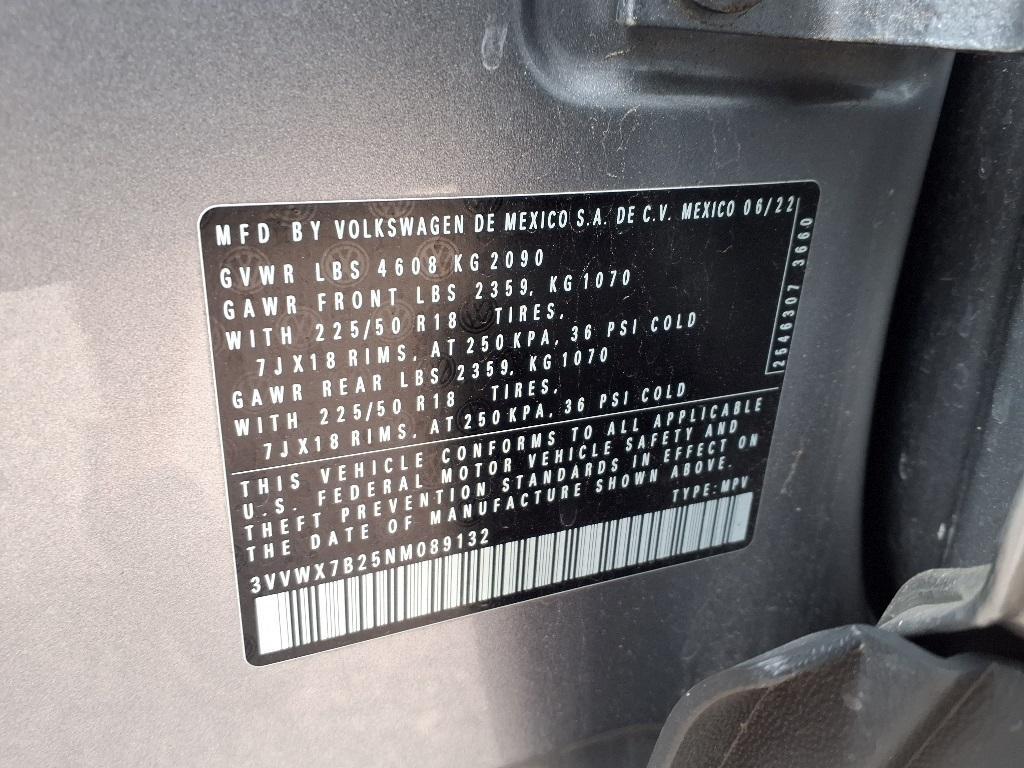 MFD BY VOLKSWAGEN DE MEXICO S.A. DE C.V. MEXICO 06/22
GVWR LBS 4608 KG 2090
GAWR FRONT LBS 2359, KG 1070
WITH 225/50 R18 TIRES,
7JX18 RIMS, AT 250 KPA, 36 PSI COLD
GAWR REAR LBS 2359, KG 1070
WITH 225/50 R18 TIRES,
7JX18 RIMS, AT 250 KPA, 36 PSI COLD
2646307 3660
THIS VEHICLE CONFORMS TO ALL APPLICABLE
U.S. FEDERAL MOTOR VEHICLE SAFETY AND
THEFT PREVENTION STANDARDS IN EFFECT ON
THE DATE OF MANUFACTURE SHOWN ABOVE.
TYPE: MPV
3VVWX7B25NM089132